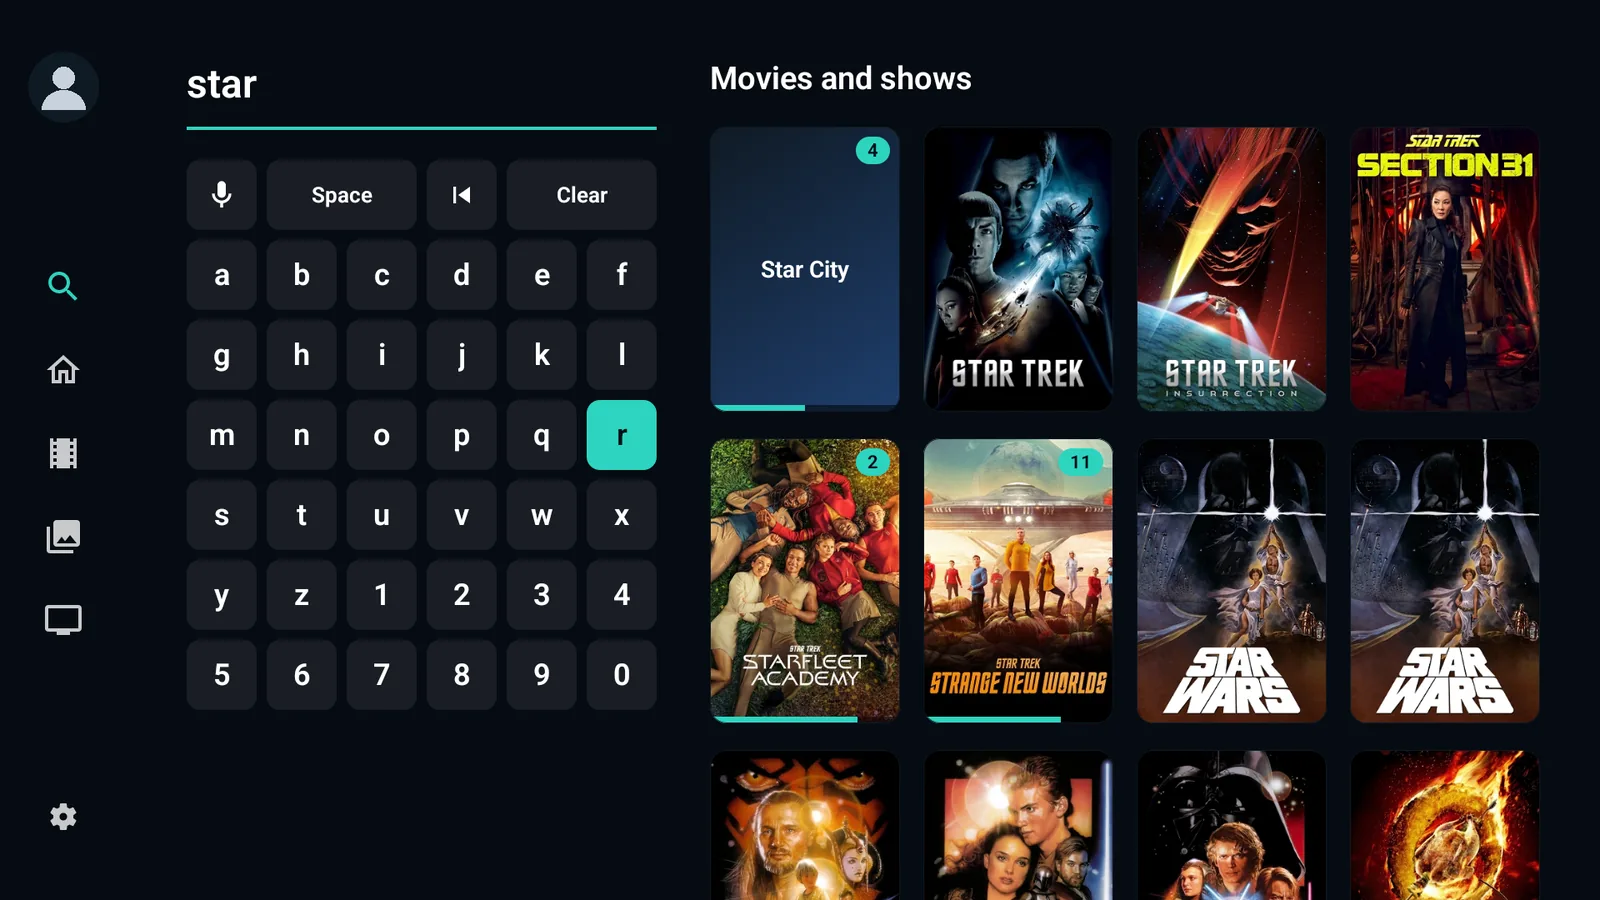 star
Space
Clear
a b c d e f
g h i j k l
m n o p q r
s t u v w x
y z 1 2 3 4
5 6 7 8 9 0
Movies and shows
4
Star City
STAR TREK
STAR TREK
INSURRECTION
STAR TREK
SECTION 31
2
STAR TREK
STARFLEET
ACADEMY
11
STAR TREK
STRANGE NEW WORLDS
STAR
WARS
STAR
WARS